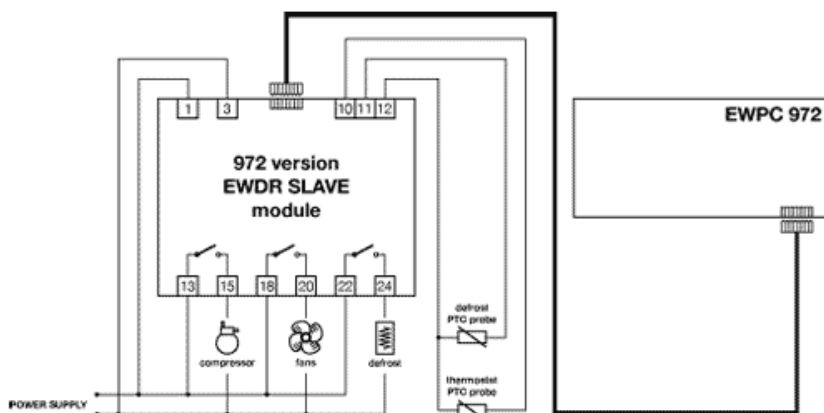 1 3 10 11 12
EWPC 972
972 version
EWDR SLAVE
module
13 15 18 20 22 24
defrost
PTC probe
compressor
fans
defrost
thermostat
PTC probe
POWER SUPPLY